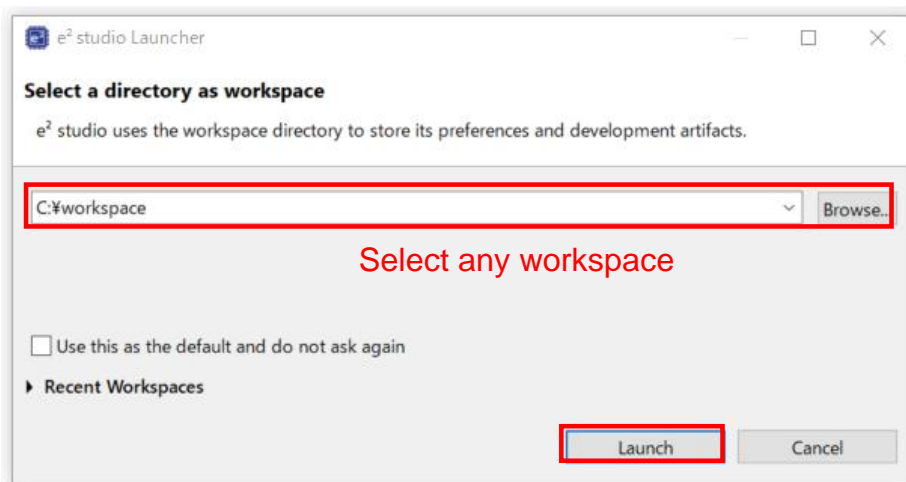 e² studio Launcher
Select a directory as workspace
e² studio uses the workspace directory to store its preferences and development artifacts.
C:¥workspace
Browse...
Select any workspace
Use this as the default and do not ask again
Recent Workspaces
Launch
Cancel